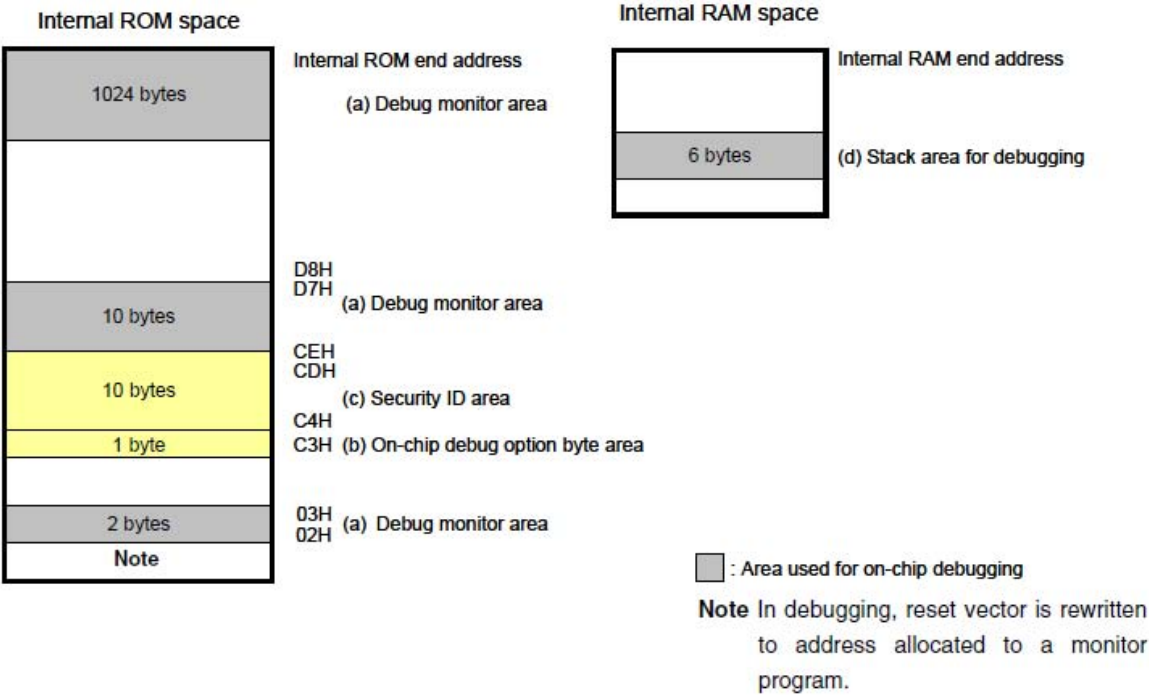 Internal ROM space
Internal RAM space
Internal ROM end address
1024 bytes
(a) Debug monitor area
Internal RAM end address
6 bytes
(d) Stack area for debugging
D8H
D7H
(a) Debug monitor area
10 bytes
CEH
CDH
10 bytes
(c) Security ID area
C4H
1 byte
C3H (b) On-chip debug option byte area
03H
2 bytes
(a) Debug monitor area
02H
Note
: Area used for on-chip debugging
Note In debugging, reset vector is rewritten
to address allocated to a monitor
program.